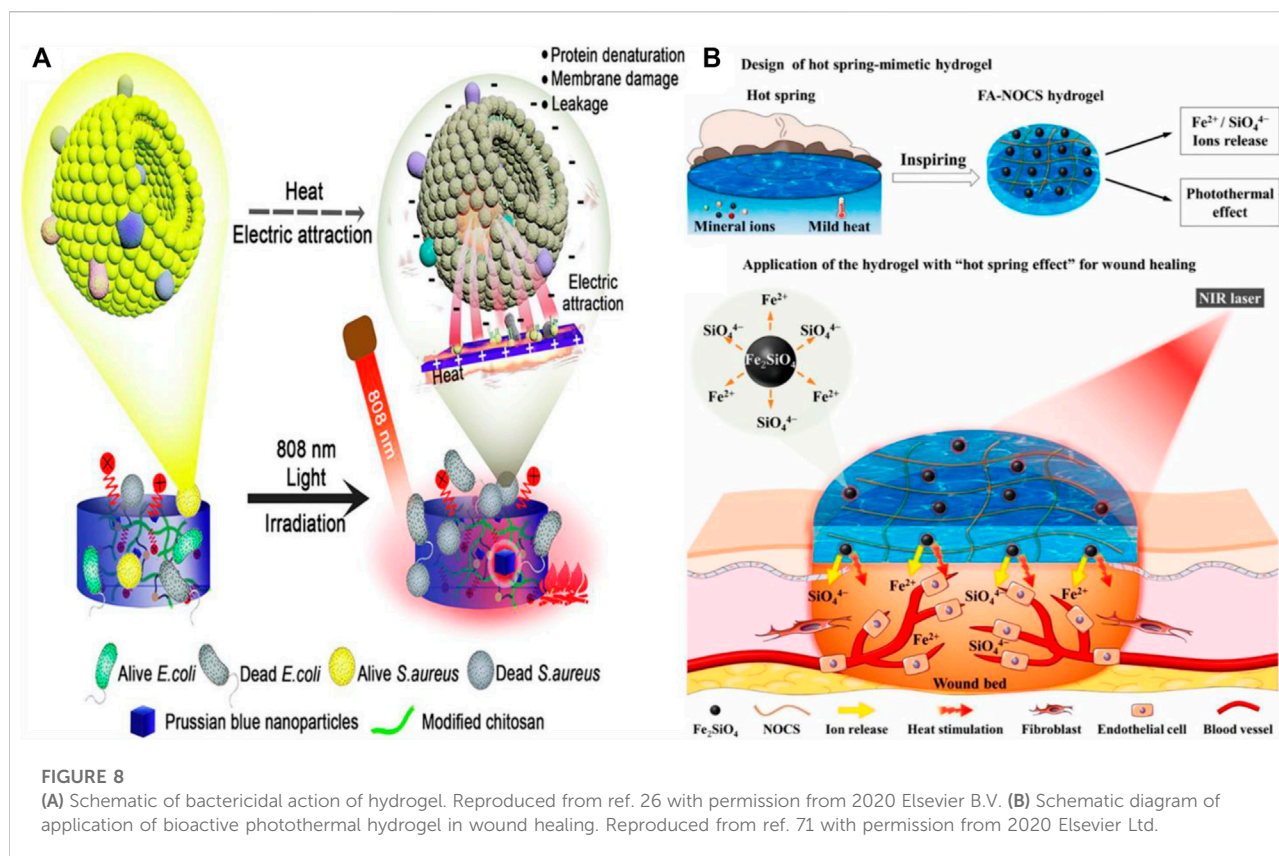 A
• Protein denaturation
• Membrane damage
• Leakage
Heat
Electric attraction
Electric
attraction
Heat
808 nm
808 nm
Light
Irradiation
Alive E.coli
Dead E.coli
Alive S.aureus
Dead S.aureus
Prussian blue nanoparticles
Modified chitosan
B
Design of hot spring-mimetic hydrogel
Hot spring
FA-NOCS hydrogel
Inspiring
Mineral ions
Mild heat
Fe²⁺ / SiO₄⁴⁻
Ions release
Photothermal
effect
Application of the hydrogel with “hot spring effect” for wound healing
NIR laser
Fe²⁺
SiO₄⁴⁻
SiO₄⁴⁻
Fe₂SiO₄
Fe²⁺
Fe²⁺
SiO₄⁴⁻
SiO₄⁴⁻
Fe²⁺
SiO₄⁴⁻
Fe²⁺
Fe²⁺
SiO₄⁴⁻
Wound bed
Fe₂SiO₄
NOCS
Ion release
Heat stimulation
Fibroblast
Endothelial cell
Blood vessel
FIGURE 8
(A) Schematic of bactericidal action of hydrogel. Reproduced from ref. 26 with permission from 2020 Elsevier B.V. (B) Schematic diagram of
application of bioactive photothermal hydrogel in wound healing. Reproduced from ref. 71 with permission from 2020 Elsevier Ltd.